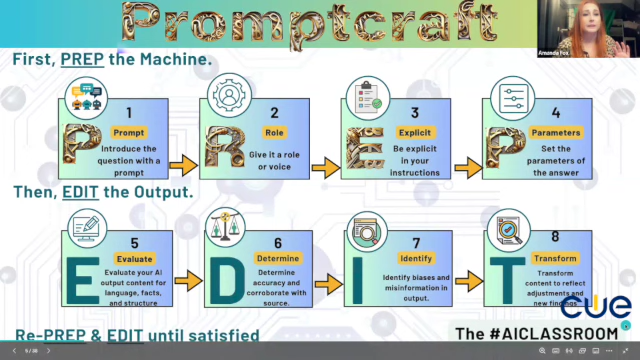 Promptcraft
Amanda Fox
First, PREP the Machine.
1
P
Prompt
Introduce the
question with a
prompt
2
R
Role
Give it a role
or voice
3
E
Explicit
Be explicit
in your
instructions
4
P
Parameters
Set the
parameters
of the answer
Then, EDIT the Output.
5
E
Evaluate
Evaluate your AI
output content for
language, facts,
and structure
6
D
Determine
Determine
accuracy and
corroborate with
source.
7
I
Identify
Identify biases and
misinformation in
output.
8
T
Transform
Transform
content to reflect
adjustments and
new findings
cue
Re-PREP & EDIT until satisfied
The #AICLASSROOM